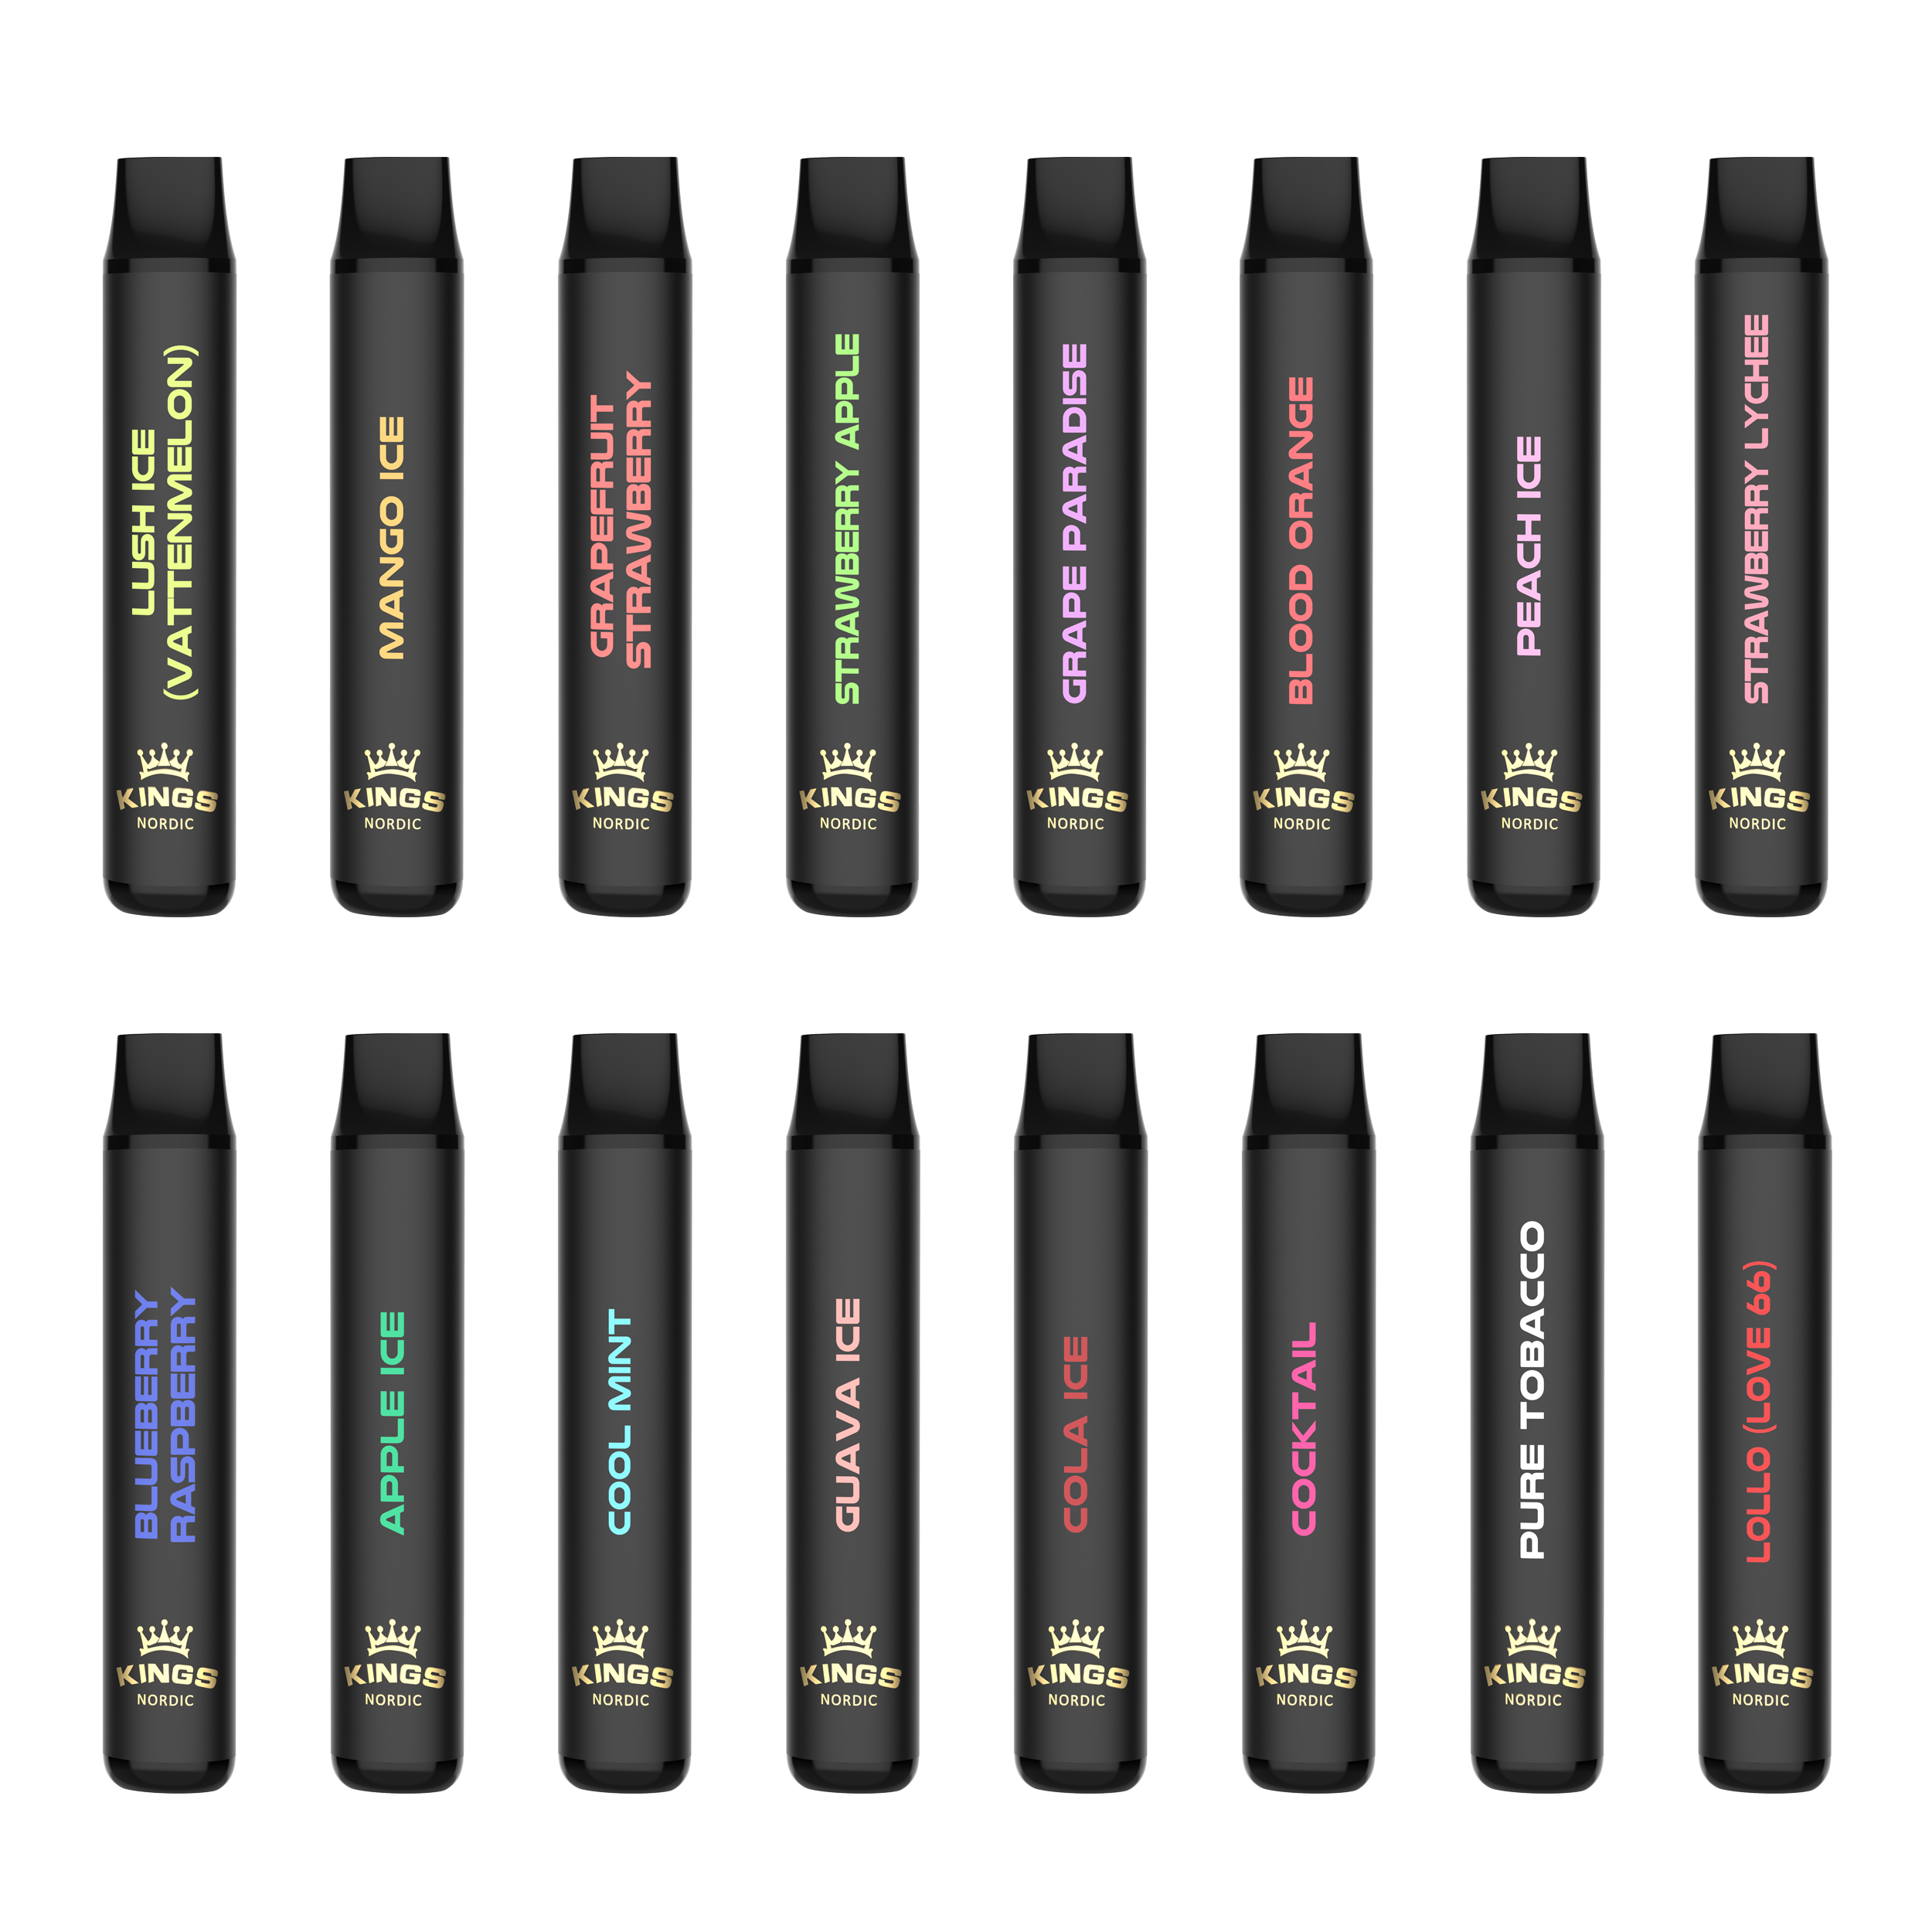 LUSH ICE
(VATTENMELON)
KINGS
NORDIC
MANGO ICE
KINGS
NORDIC
GRAPEFRUIT
STRAWBERRY
KINGS
NORDIC
STRAWBERRY APPLE
KINGS
NORDIC
GRAPE PARADISE
KINGS
NORDIC
BLOOD ORANGE
KINGS
NORDIC
PEACH ICE
KINGS
NORDIC
STRAWBERRY LYCHEE
KINGS
NORDIC
BLUEBERRY
RASPBERRY
KINGS
NORDIC
APPLE ICE
KINGS
NORDIC
COOL MINT
KINGS
NORDIC
GUAVA ICE
KINGS
NORDIC
COLA ICE
KINGS
NORDIC
COCKTAIL
KINGS
NORDIC
PURE TOBACCO
KINGS
NORDIC
LOLLO (LOVE 66)
KINGS
NORDIC